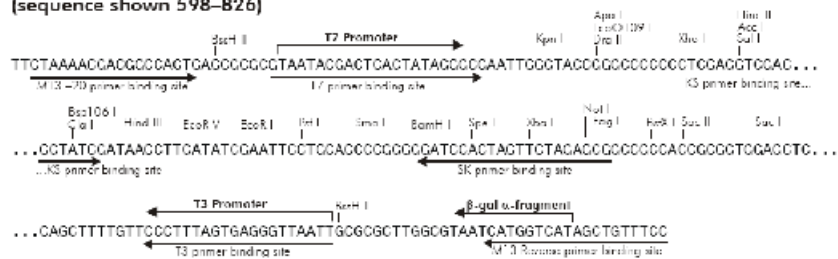 (sequence shown 598–826)
Apa I Hinc II
EcoO109 I Acc I
BssH II T7 Promoter Kpn I Dra II Xho I Sal I
TTGTAAAACGACGGCCAGTGAGCGCGCGTAATACGACTCACTATAGGGCGAATTGGGTACCGGGCCCCCCCTCGAGGTCGAC...
M13 –20 primer binding site T7 primer binding site KS primer binding site...
Bsp106 I Not I
Cla I Hind III EcoR V EcoR I Pst I Sma I BamH I Spe I Xba I Eag I BstX I Sac II Sac I
...GGTATCGATAAGCTTGATATCGAATTCCTGCAGCCCGGGGGATCCACTAGTTCTAGAGCGGCCGCCACCGCGGTGGAGCTC...
...KS primer binding site SK primer binding site
T3 Promoter BssH II β-gal α-fragment
...CAGCTTTTGTTCCCTTTAGTGAGGGTTAATTGCGCGCTTGGCGTAATCATGGTCATAGCTGTTTCC
T3 primer binding site M13 Reverse primer binding site